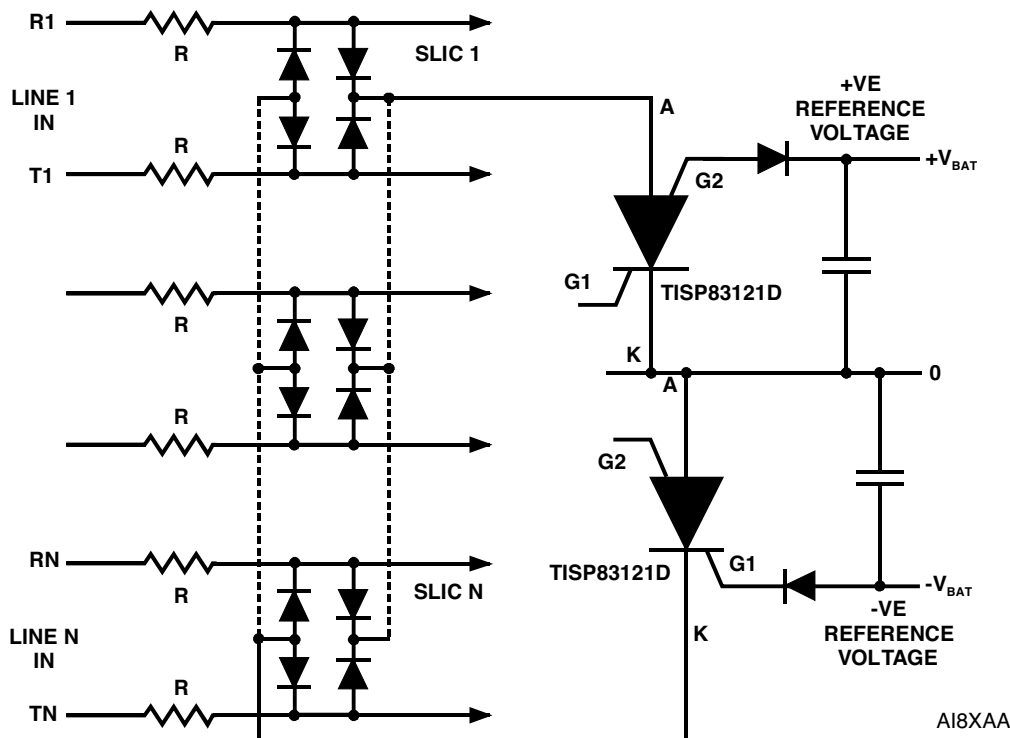 R1
R
SLIC 1
LINE 1
IN
R
T1
R
R
RN
R
SLIC N
LINE N
IN
R
TN
A
+VE
REFERENCE
VOLTAGE
+VBAT
G2
G1
TISP83121D
K
A
0
G2
G1
TISP83121D
-VBAT
-VE
REFERENCE
VOLTAGE
K
AI8XAA